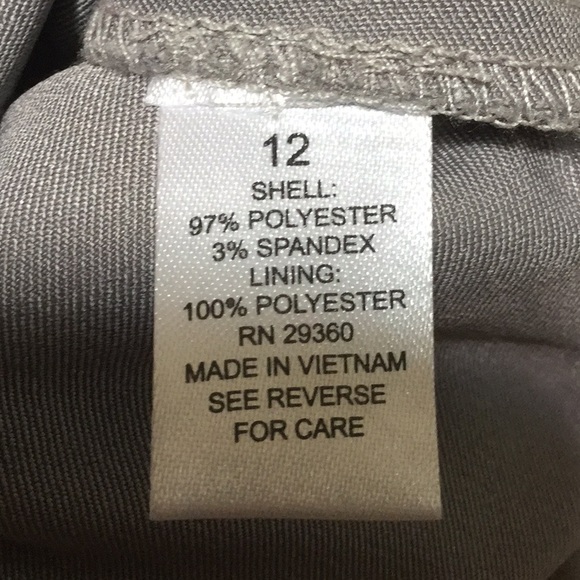 12
SHELL:
97% POLYESTER
3% SPANDEX
LINING:
100% POLYESTER
RN 29360
MADE IN VIETNAM
SEE REVERSE
FOR CARE